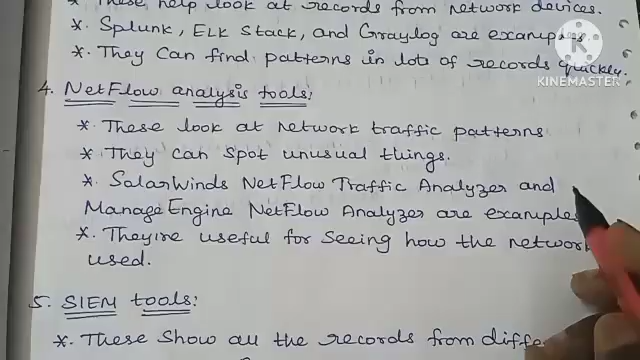 These help look at records from network devices.
* Splunk, ELK Stack, and Graylog are examples.
* They can find patterns in lots of records quickly.
KINEMASTER
4. NetFlow analysis tools:
* These look at network traffic patterns
* They can spot unusual things.
* SolarWinds NetFlow Traffic Analyzer and
ManageEngine NetFlow Analyzer are examples
* They're useful for seeing how the network
used.
5. SIEM tools:
* These show all the records from